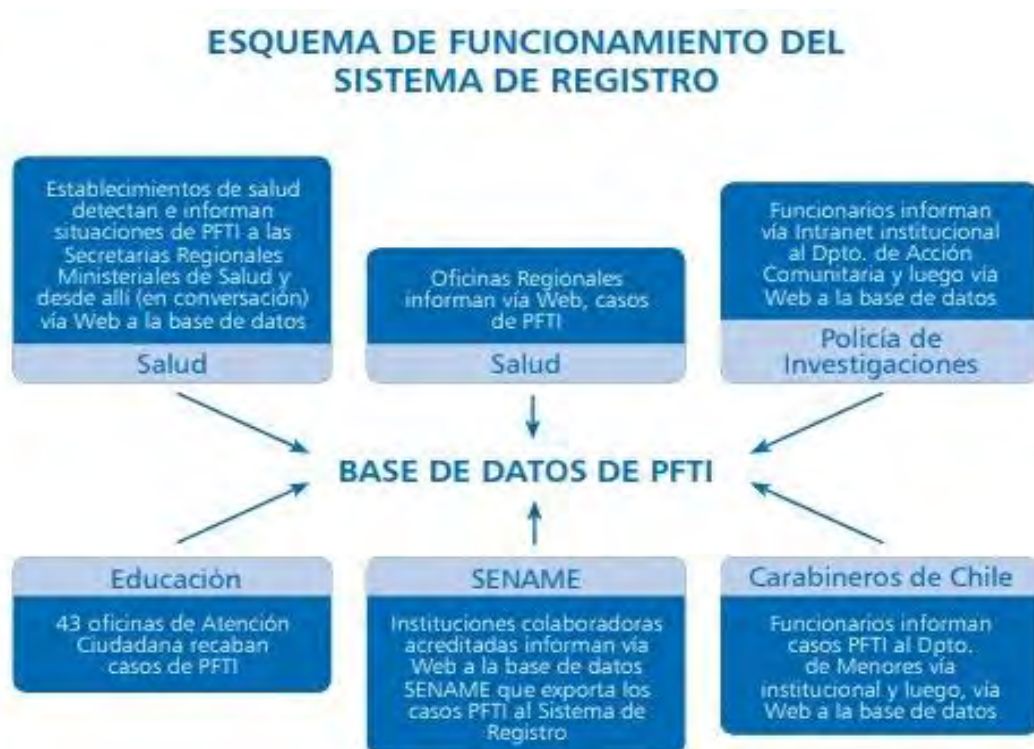 ESQUEMA DE FUNCIONAMIENTO DEL
SISTEMA DE REGISTRO
Establecimientos de salud
detectan e informan
situaciones de PFTI a las
Secretarias Regionales
Ministeriales de Salud y
desde allí (en conversación)
vía Web a la base de datos
Salud
Oficinas Regionales
informan vía Web, casos
de PFTI
Salud
Funcionarios informan
vía Intranet institucional
al Dpto. de Acción
Comunitaria y luego vía
Web a la base de datos
Policía de
Investigaciones
BASE DE DATOS DE PFTI
Educación
43 oficinas de Atención
Ciudadana recaban
casos de PFTI
SENAME
Instituciones colaboradoras
acreditadas informan vía
Web a la base de datos
SENAME que exporta los
casos PFTI al Sistema de
Registro
Carabineros de Chile
Funcionarios informan
casos PFTI al Dpto.
de Menores vía
institucional y luego, vía
Web a la base de datos